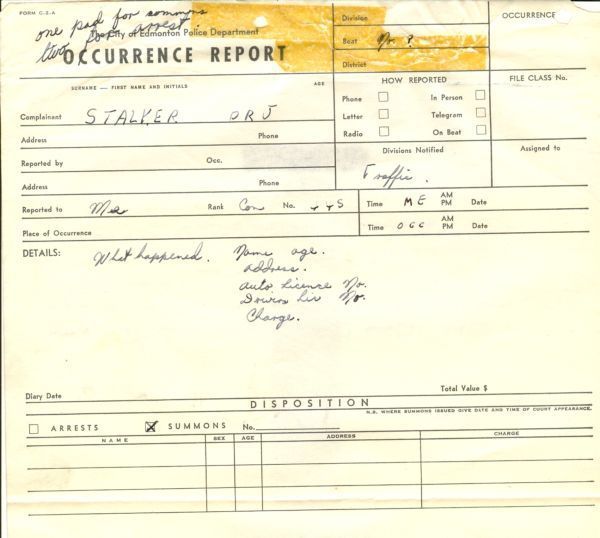 FORM C-2-A
one pad for summons
two for arrest.
The City of Edmonton Police Department
OCCURRENCE REPORT
Division
Beat No. ?
District
OCCURRENCE
SURNAME — FIRST NAME AND INITIALS AGE
Complainant STALKER DR J
Address Phone
Reported by Occ.
Address Phone
HOW REPORTED
Phone In Person
Letter Telegram
Radio On Beat
FILE CLASS No.
Divisions Notified
Traffic.
Assigned to
Reported to Me Rank Con No. 445
Time ME AM PM Date
Place of Occurrence
Time OCC AM PM Date
DETAILS: What happened. Name age.
address.
auto Licence No.
Drivers Lic No.
Charge.
Diary Date Total Value $
DISPOSITION
N.B. WHERE SUMMONS ISSUED GIVE DATE AND TIME OF COURT APPEARANCE.
ARRESTS X SUMMONS No.
NAME SEX AGE ADDRESS CHARGE